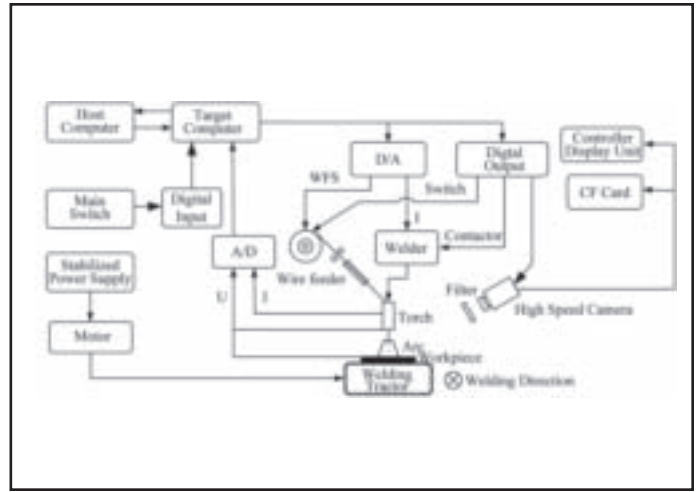 Host
Computer
Target
Computer
Controller
Display Unit
D/A
Digtal
Output
WFS
Switch
CF Card
Main
Switch
Digital
Input
I
A/D
Welder
Contactor
Stabilized
Power Supply
Wire feeder
Filter
U
I
Torch
High Speed Camera
Motor
Arc
Workpiece
Welding
Tractor
Welding Direction